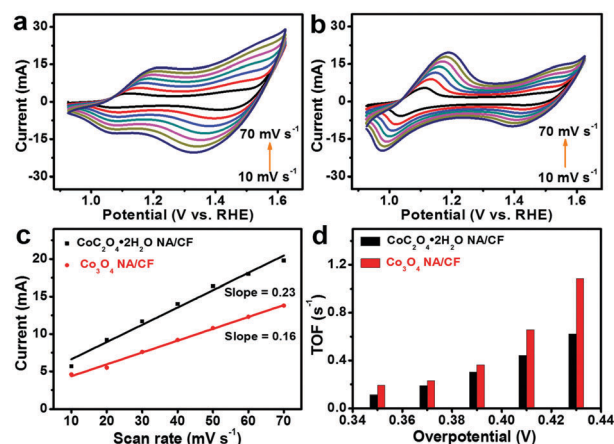 a
30
15
0
-15
-30
Current (mA)
70 mV s⁻¹
10 mV s⁻¹
1.0 1.2 1.4 1.6
Potential (V vs. RHE)
b
30
15
0
-15
-30
Current (mA)
70 mV s⁻¹
10 mV s⁻¹
1.0 1.2 1.4 1.6
Potential (V vs. RHE)
c
25
20
15
10
5
0
Current (mA)
CoC₂O₄•2H₂O NA/CF
Co₃O₄ NA/CF
Slope = 0.23
Slope = 0.16
10 20 30 40 50 60 70
Scan rate (mV s⁻¹)
d
1.2
0.8
0.4
0.0
TOF (s⁻¹)
CoC₂O₄•2H₂O NA/CF
Co₃O₄ NA/CF
0.34 0.36 0.38 0.40 0.42 0.44
Overpotential (V)